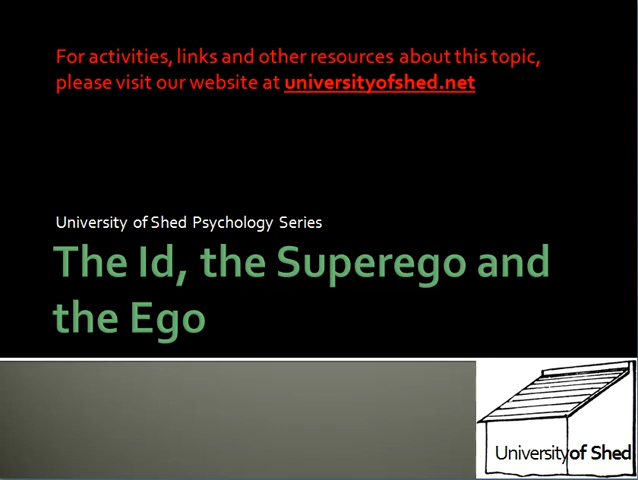 For activities, links and other resources about this topic,
please visit our website at universityofshed.net
University of Shed Psychology Series
The Id, the Superego and
the Ego
University of Shed